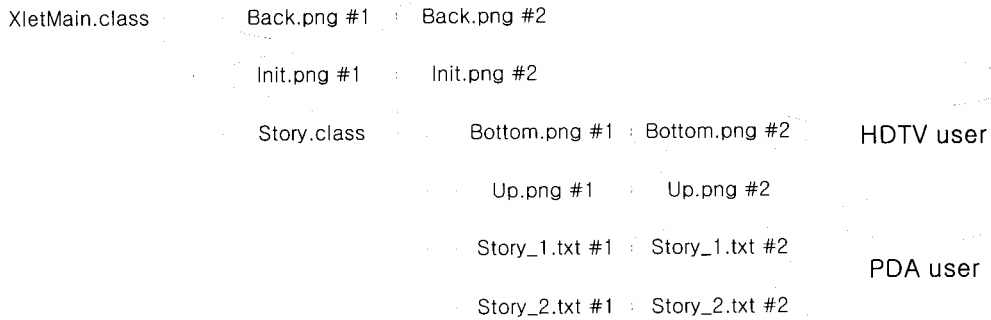 XletMain.class Back.png #1 Back.png #2
Init.png #1 Init.png #2
Story.class Bottom.png #1 Bottom.png #2 HDTV user
Up.png #1 Up.png #2
Story_1.txt #1 Story_1.txt #2
PDA user
Story_2.txt #1 Story_2.txt #2